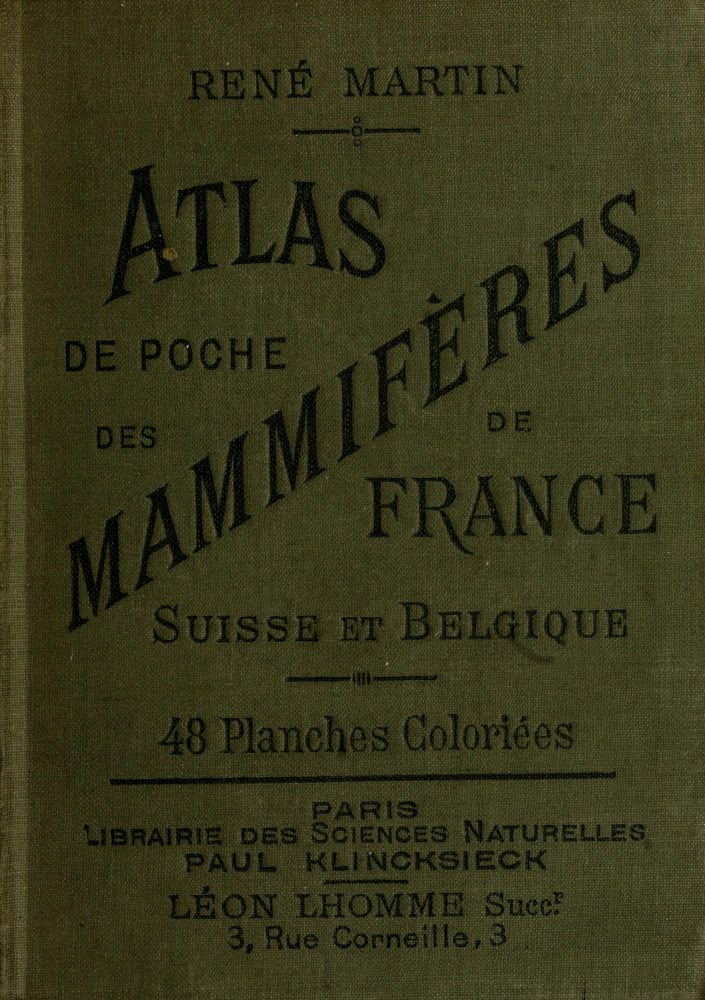 RENÉ MARTIN
ATLAS
DE POCHE
DES
MAMMIFÈRES
DE
FRANCE
SUISSE ET BELGIQUE
48 Planches Coloriées
PARIS
LIBRAIRIE DES SCIENCES NATURELLES
PAUL KLINCKSIECK
LÉON LHOMME Succ.r
3, Rue Corneille, 3